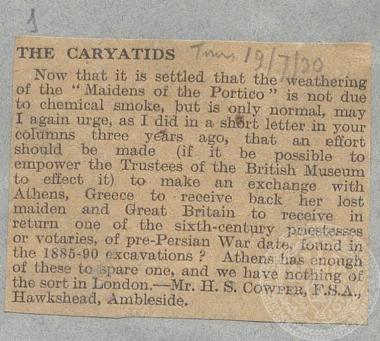 1
THE CARYATIDS Times 19/7/30
Now that it is settled that the weathering
of the "Maidens of the Portico" is not due
to chemical smoke, but is only normal, may
I again urge, as I did in a short letter in your
columns three years ago, that an effort
should be made (if it be possible to
empower the Trustees of the British Museum
to effect it) to make an exchange with
Athens, Greece to receive back her lost
maiden and Great Britain to receive in
return one of the sixth-century priestesses
or votaries, of pre-Persian War date, found in
the 1885-90 excavations? Athens has enough
of these to spare one, and we have nothing of
the sort in London.—Mr. H. S. COWPER, F.S.A.,
Hawkshead, Ambleside.